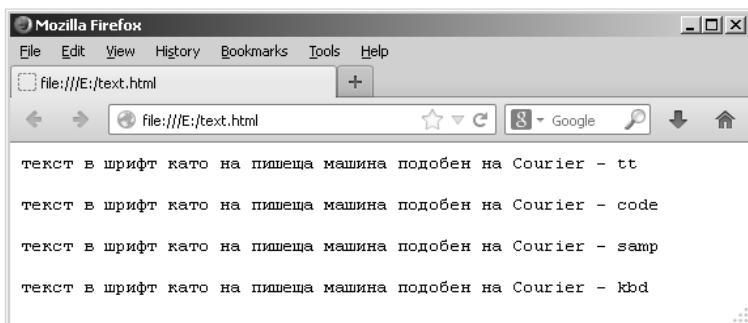 Mozilla Firefox
File Edit View History Bookmarks Tools Help
file:///E:/text.html
file:///E:/text.html Google
текст в шрифт като на пишеща машина подобен на Courier - tt
текст в шрифт като на пишеща машина подобен на Courier - code
текст в шрифт като на пишеща машина подобен на Courier - samp
текст в шрифт като на пишеща машина подобен на Courier - kbd